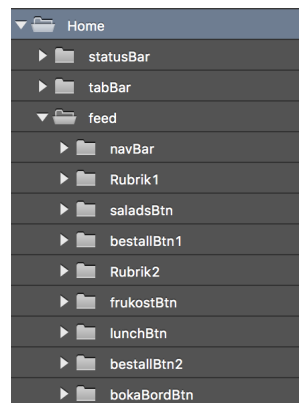 Home
statusBar
tabBar
feed
navBar
Rubrik1
saladsBtn
bestallBtn1
Rubrik2
frukostBtn
lunchBtn
bestallBtn2
bokaBordBtn